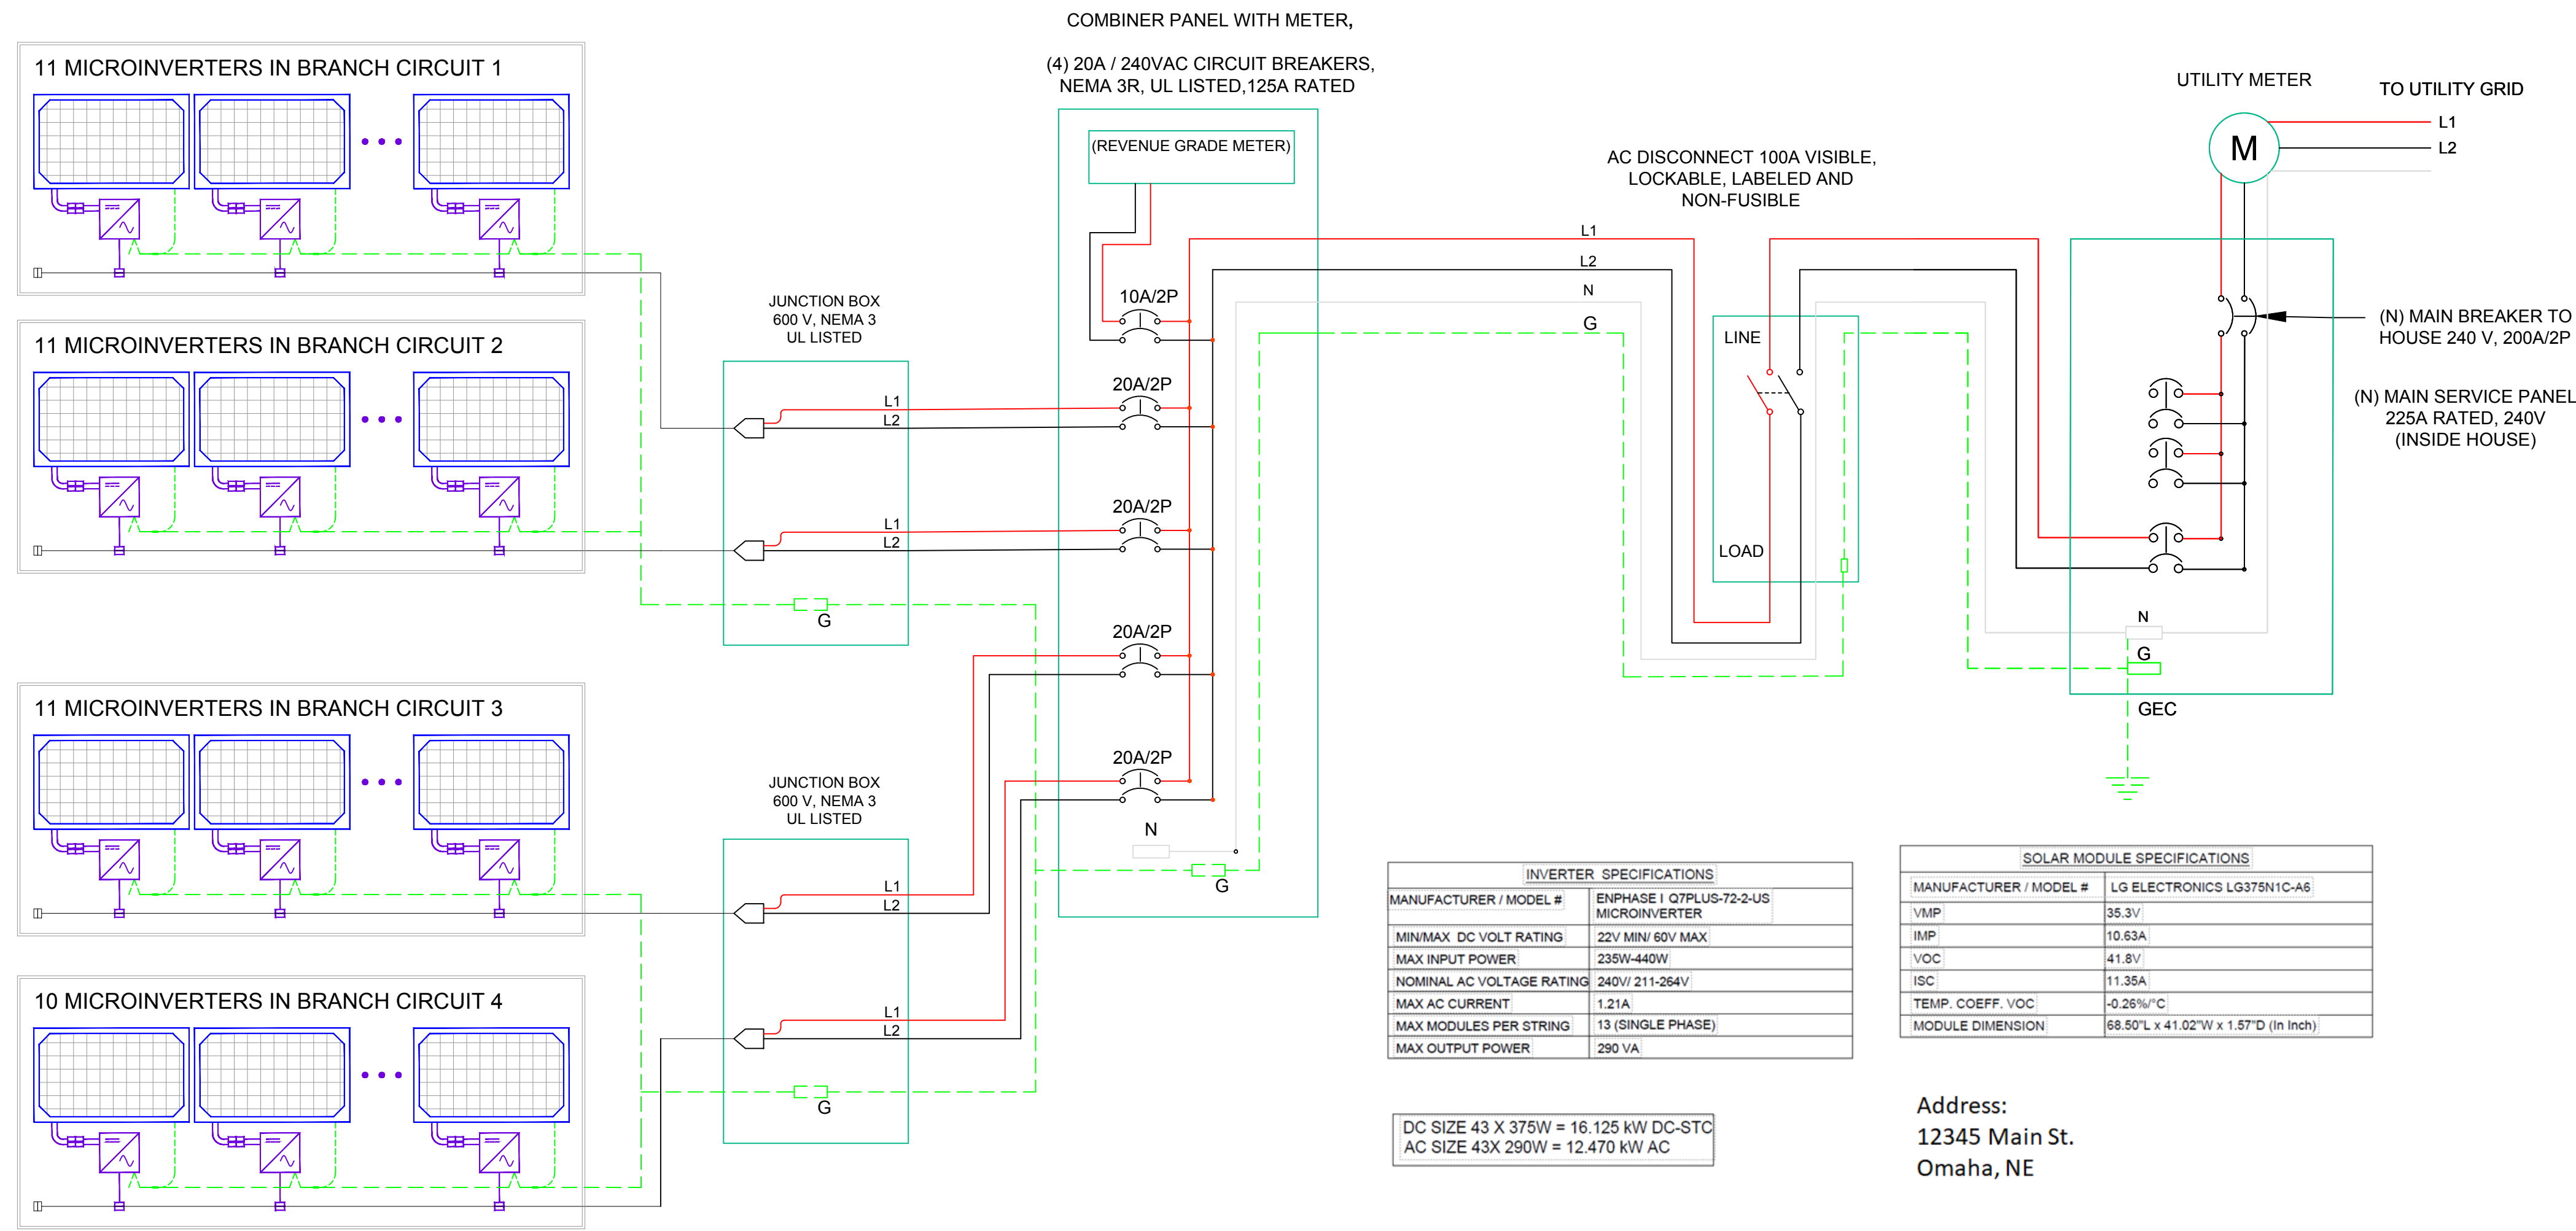 COMBINER PANEL WITH METER,
(4) 20A / 240VAC CIRCUIT BREAKERS,
NEMA 3R, UL LISTED,125A RATED
11 MICROINVERTERS IN BRANCH CIRCUIT 1
11 MICROINVERTERS IN BRANCH CIRCUIT 2
11 MICROINVERTERS IN BRANCH CIRCUIT 3
10 MICROINVERTERS IN BRANCH CIRCUIT 4
JUNCTION BOX
600 V, NEMA 3
UL LISTED
L1
L2
L1
L2
G
JUNCTION BOX
600 V, NEMA 3
UL LISTED
L1
L2
L1
L2
G
(REVENUE GRADE METER)
10A/2P
20A/2P
20A/2P
20A/2P
20A/2P
N
G
L1
L2
N
G
AC DISCONNECT 100A VISIBLE,
LOCKABLE, LABELED AND
NON-FUSIBLE
LINE
LOAD
UTILITY METER
M
TO UTILITY GRID
L1
L2
(N) MAIN BREAKER TO
HOUSE 240 V, 200A/2P
(N) MAIN SERVICE PANEL
225A RATED, 240V
(INSIDE HOUSE)
N
G
GEC
INVERTER SPECIFICATIONS
MANUFACTURER / MODEL # ENPHASE I Q7PLUS-72-2-US
MICROINVERTER
MIN/MAX DC VOLT RATING 22V MIN/ 60V MAX
MAX INPUT POWER 235W-440W
NOMINAL AC VOLTAGE RATING 240V/ 211-264V
MAX AC CURRENT 1.21A
MAX MODULES PER STRING 13 (SINGLE PHASE)
MAX OUTPUT POWER 290 VA
SOLAR MODULE SPECIFICATIONS
MANUFACTURER / MODEL # LG ELECTRONICS LG375N1C-A6
VMP 35.3V
IMP 10.63A
VOC 41.8V
ISC 11.35A
TEMP. COEFF. VOC -0.26%/°C
MODULE DIMENSION 68.50"L x 41.02"W x 1.57"D (In Inch)
DC SIZE 43 X 375W = 16.125 kW DC-STC
AC SIZE 43X 290W = 12.470 kW AC
Address:
12345 Main St.
Omaha, NE